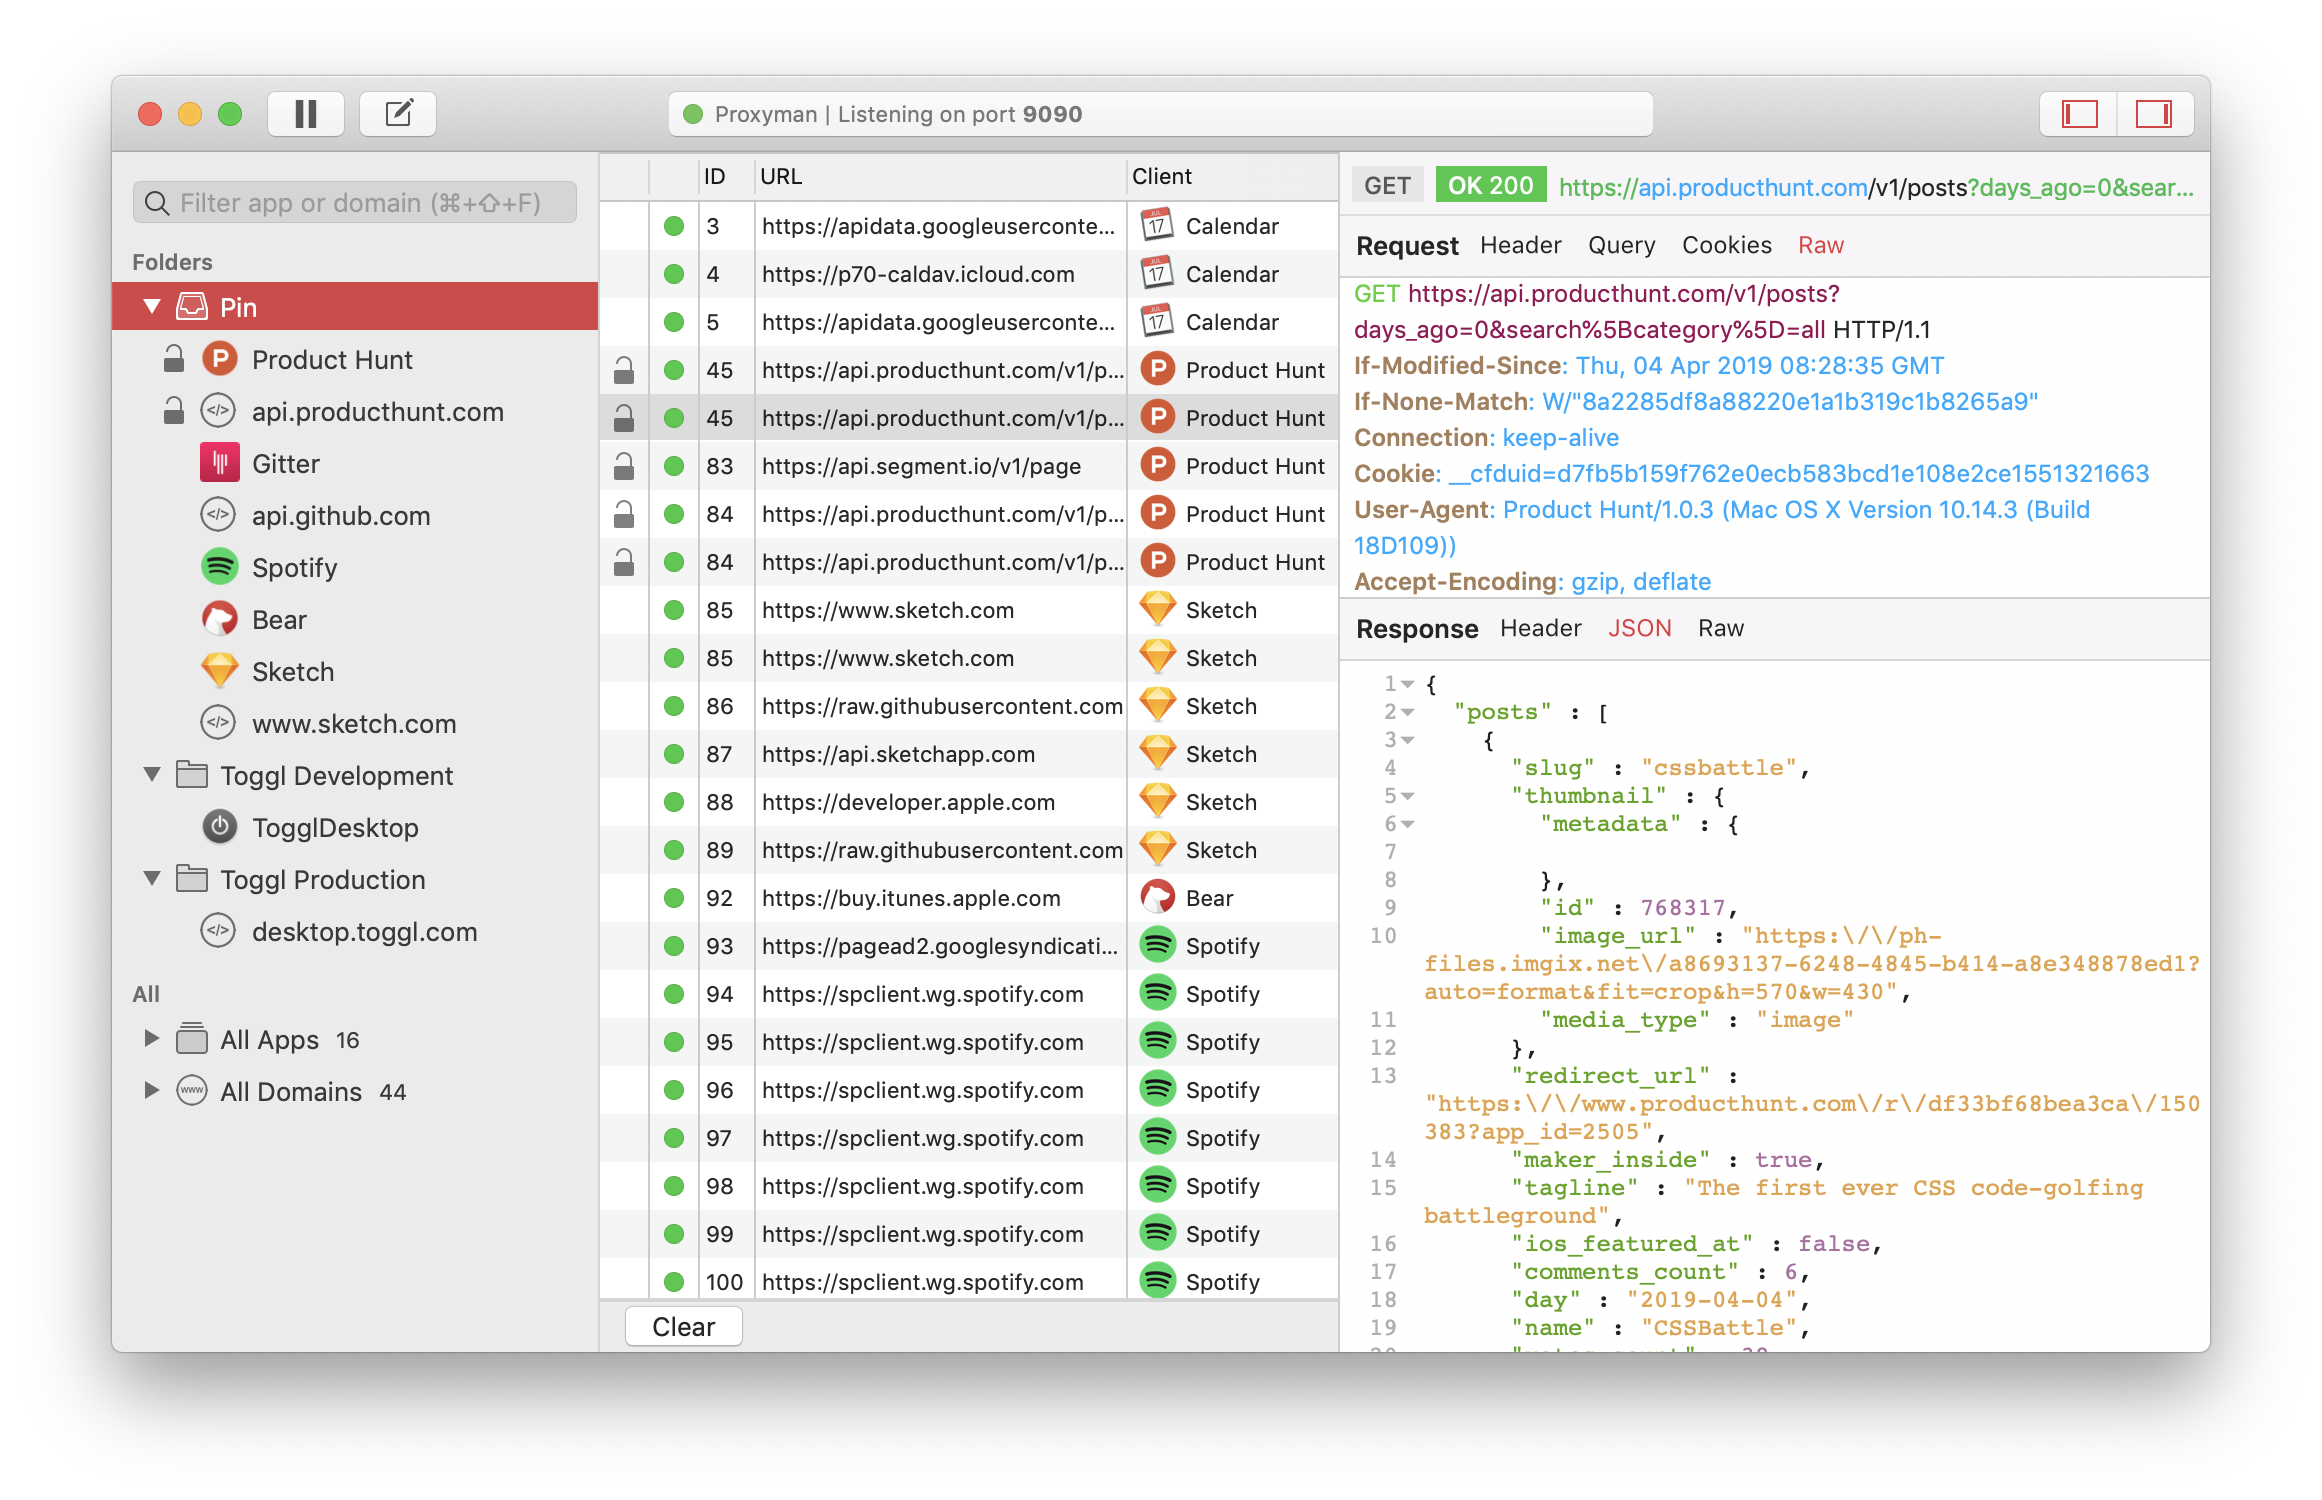 Proxyman | Listening on port 9090
Filter app or domain (⌘+⇧+F)
Folders
Pin
Product Hunt
api.producthunt.com
Gitter
api.github.com
Spotify
Bear
Sketch
www.sketch.com
Toggl Development
TogglDesktop
Toggl Production
desktop.toggl.com
All
All Apps 16
All Domains 44
ID URL Client
3 https://apidata.googleuserconte... Calendar
4 https://p70-caldav.icloud.com Calendar
5 https://apidata.googleuserconte... Calendar
45 https://api.producthunt.com/v1/p... Product Hunt
45 https://api.producthunt.com/v1/p... Product Hunt
83 https://api.segment.io/v1/page Product Hunt
84 https://api.producthunt.com/v1/p... Product Hunt
84 https://api.producthunt.com/v1/p... Product Hunt
85 https://www.sketch.com Sketch
85 https://www.sketch.com Sketch
86 https://raw.githubusercontent.com Sketch
87 https://api.sketchapp.com Sketch
88 https://developer.apple.com Sketch
89 https://raw.githubusercontent.com Sketch
92 https://buy.itunes.apple.com Bear
93 https://pagead2.googlesyndicati... Spotify
94 https://spclient.wg.spotify.com Spotify
95 https://spclient.wg.spotify.com Spotify
96 https://spclient.wg.spotify.com Spotify
97 https://spclient.wg.spotify.com Spotify
98 https://spclient.wg.spotify.com Spotify
99 https://spclient.wg.spotify.com Spotify
100 https://spclient.wg.spotify.com Spotify
Clear
GET OK 200 https://api.producthunt.com/v1/posts?days_ago=0&sear...
Request Header Query Cookies Raw
GET https://api.producthunt.com/v1/posts?
days_ago=0&search%5Bcategory%5D=all HTTP/1.1
If-Modified-Since: Thu, 04 Apr 2019 08:28:35 GMT
If-None-Match: W/"8a2285df8a88220e1a1b319c1b8265a9"
Connection: keep-alive
Cookie: __cfduid=d7fb5b159f762e0ecb583bcd1e108e2ce1551321663
User-Agent: Product Hunt/1.0.3 (Mac OS X Version 10.14.3 (Build
18D109))
Accept-Encoding: gzip, deflate
Response Header JSON Raw
1 {
2 "posts" : [
3 {
4 "slug" : "cssbattle",
5 "thumbnail" : {
6 "metadata" : {
7
8 },
9 "id" : 768317,
10 "image_url" : "https:\/\/ph-
files.imgix.net\/a8693137-6248-4845-b414-a8e348878ed1?
auto=format&fit=crop&h=570&w=430",
11 "media_type" : "image"
12 },
13 "redirect_url" :
"https:\/\/www.producthunt.com\/r\/df33bf68bea3ca\/150
383?app_id=2505",
14 "maker_inside" : true,
15 "tagline" : "The first ever CSS code-golfing
battleground",
16 "ios_featured_at" : false,
17 "comments_count" : 6,
18 "day" : "2019-04-04",
19 "name" : "CSSBattle",